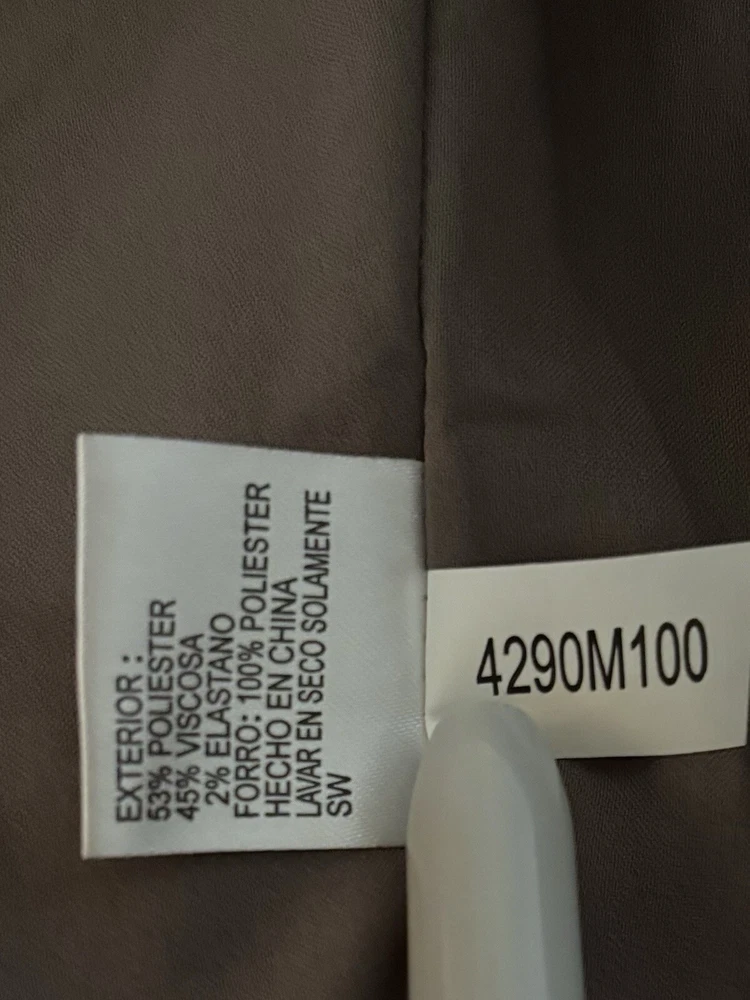 EXTERIOR :
53% POLIESTER
45% VISCOSA
2% ELASTANO
FORRO: 100% POLIESTER
HECHO EN CHINA
LAVAR EN SECO SOLAMENTE
SW
4290M100